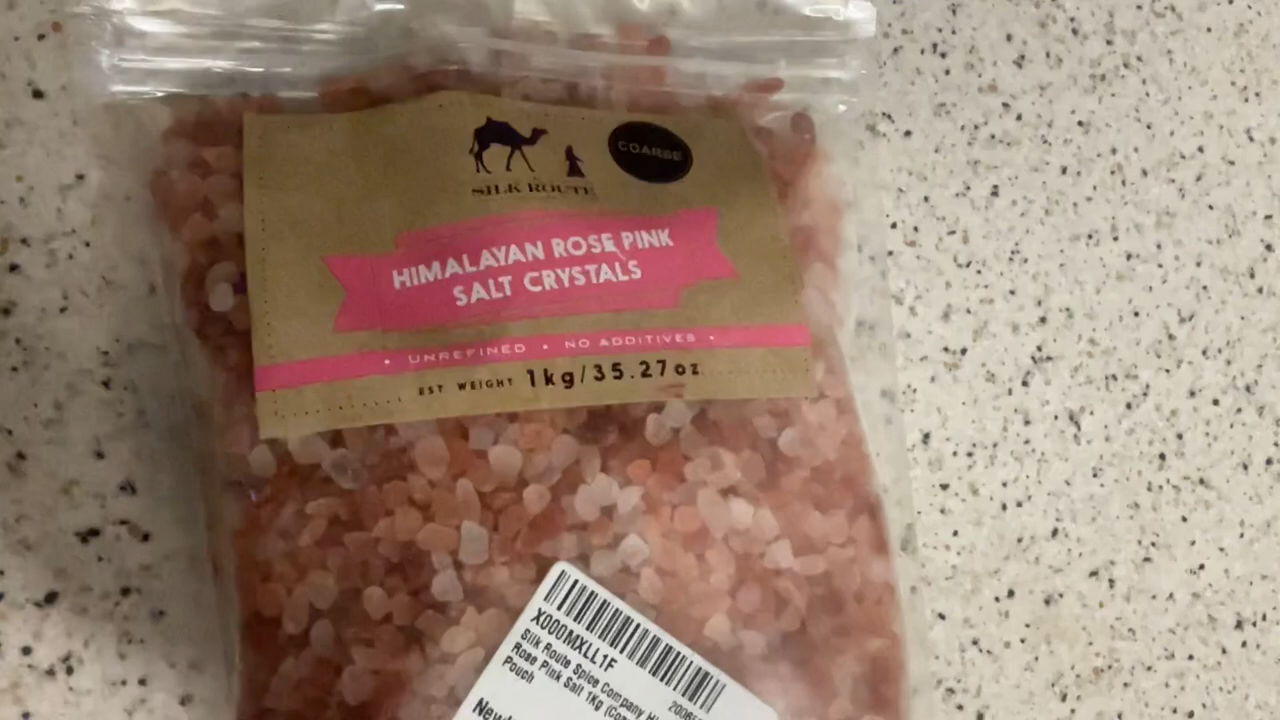 COARSE
SILK ROUTE
HIMALAYAN ROSE PINK
SALT CRYSTALS
• UNREFINED • NO ADDITIVES •
EST WEIGHT 1kg/35.27oz
X000MXLL1F
Silk Route Spice Company
Rose Pink Salt 1Kg
Pouch